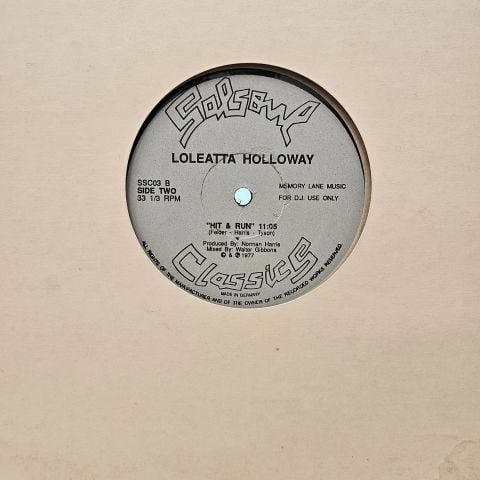 Salsoul
LOLEATTA HOLLOWAY
SSC03 B
SIDE TWO
33 1/3 RPM
MEMORY LANE MUSIC
FOR D.J. USE ONLY
"HIT & RUN" 11:05
(Felder - Harris - Tyson)
Produced By: Norman Harris
Mixed By: Walter Gibbons
© & ℗ 1977
Classics
ALL RIGHTS OF THE MANUFACTURER AND OF THE OWNER OF THE RECORDED WORKS RESERVED.
MADE IN GERMANY